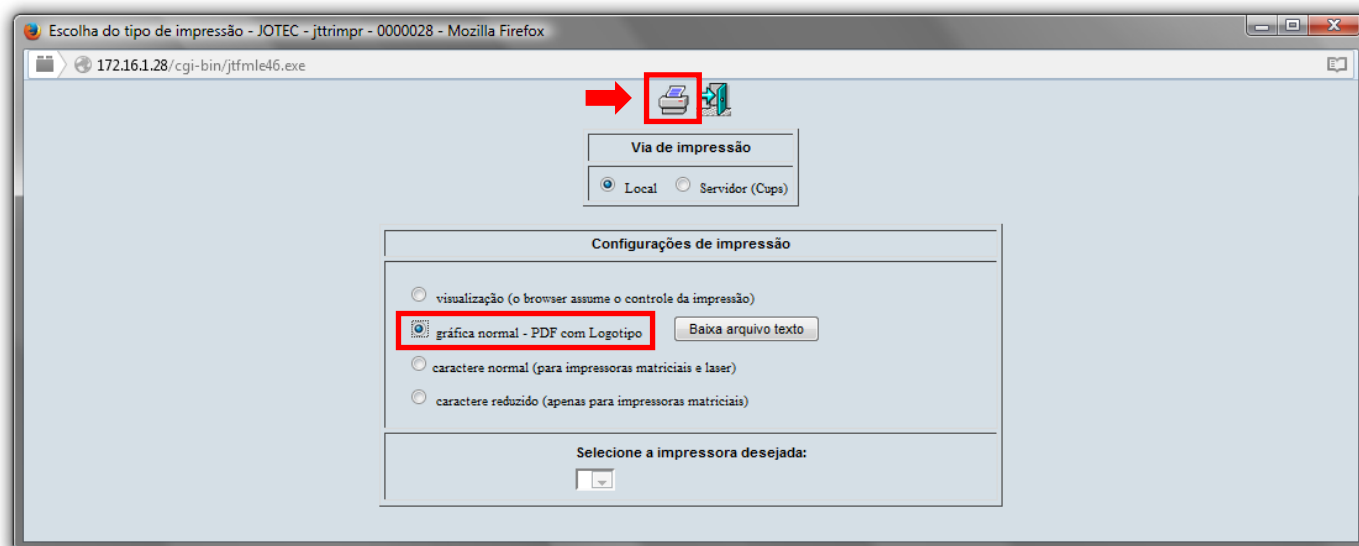 Escolha do tipo de impressão - JOTEC - jttrimpr - 0000028 - Mozilla Firefox
172.16.1.28/cgi-bin/jtfmle46.exe
Via de impressão
Local Servidor (Cups)
Configurações de impressão
visualização (o browser assume o controle da impressão)
gráfica normal - PDF com Logotipo Baixa arquivo texto
caractere normal (para impressoras matriciais e laser)
caractere reduzido (apenas para impressoras matriciais)
Selecione a impressora desejada: